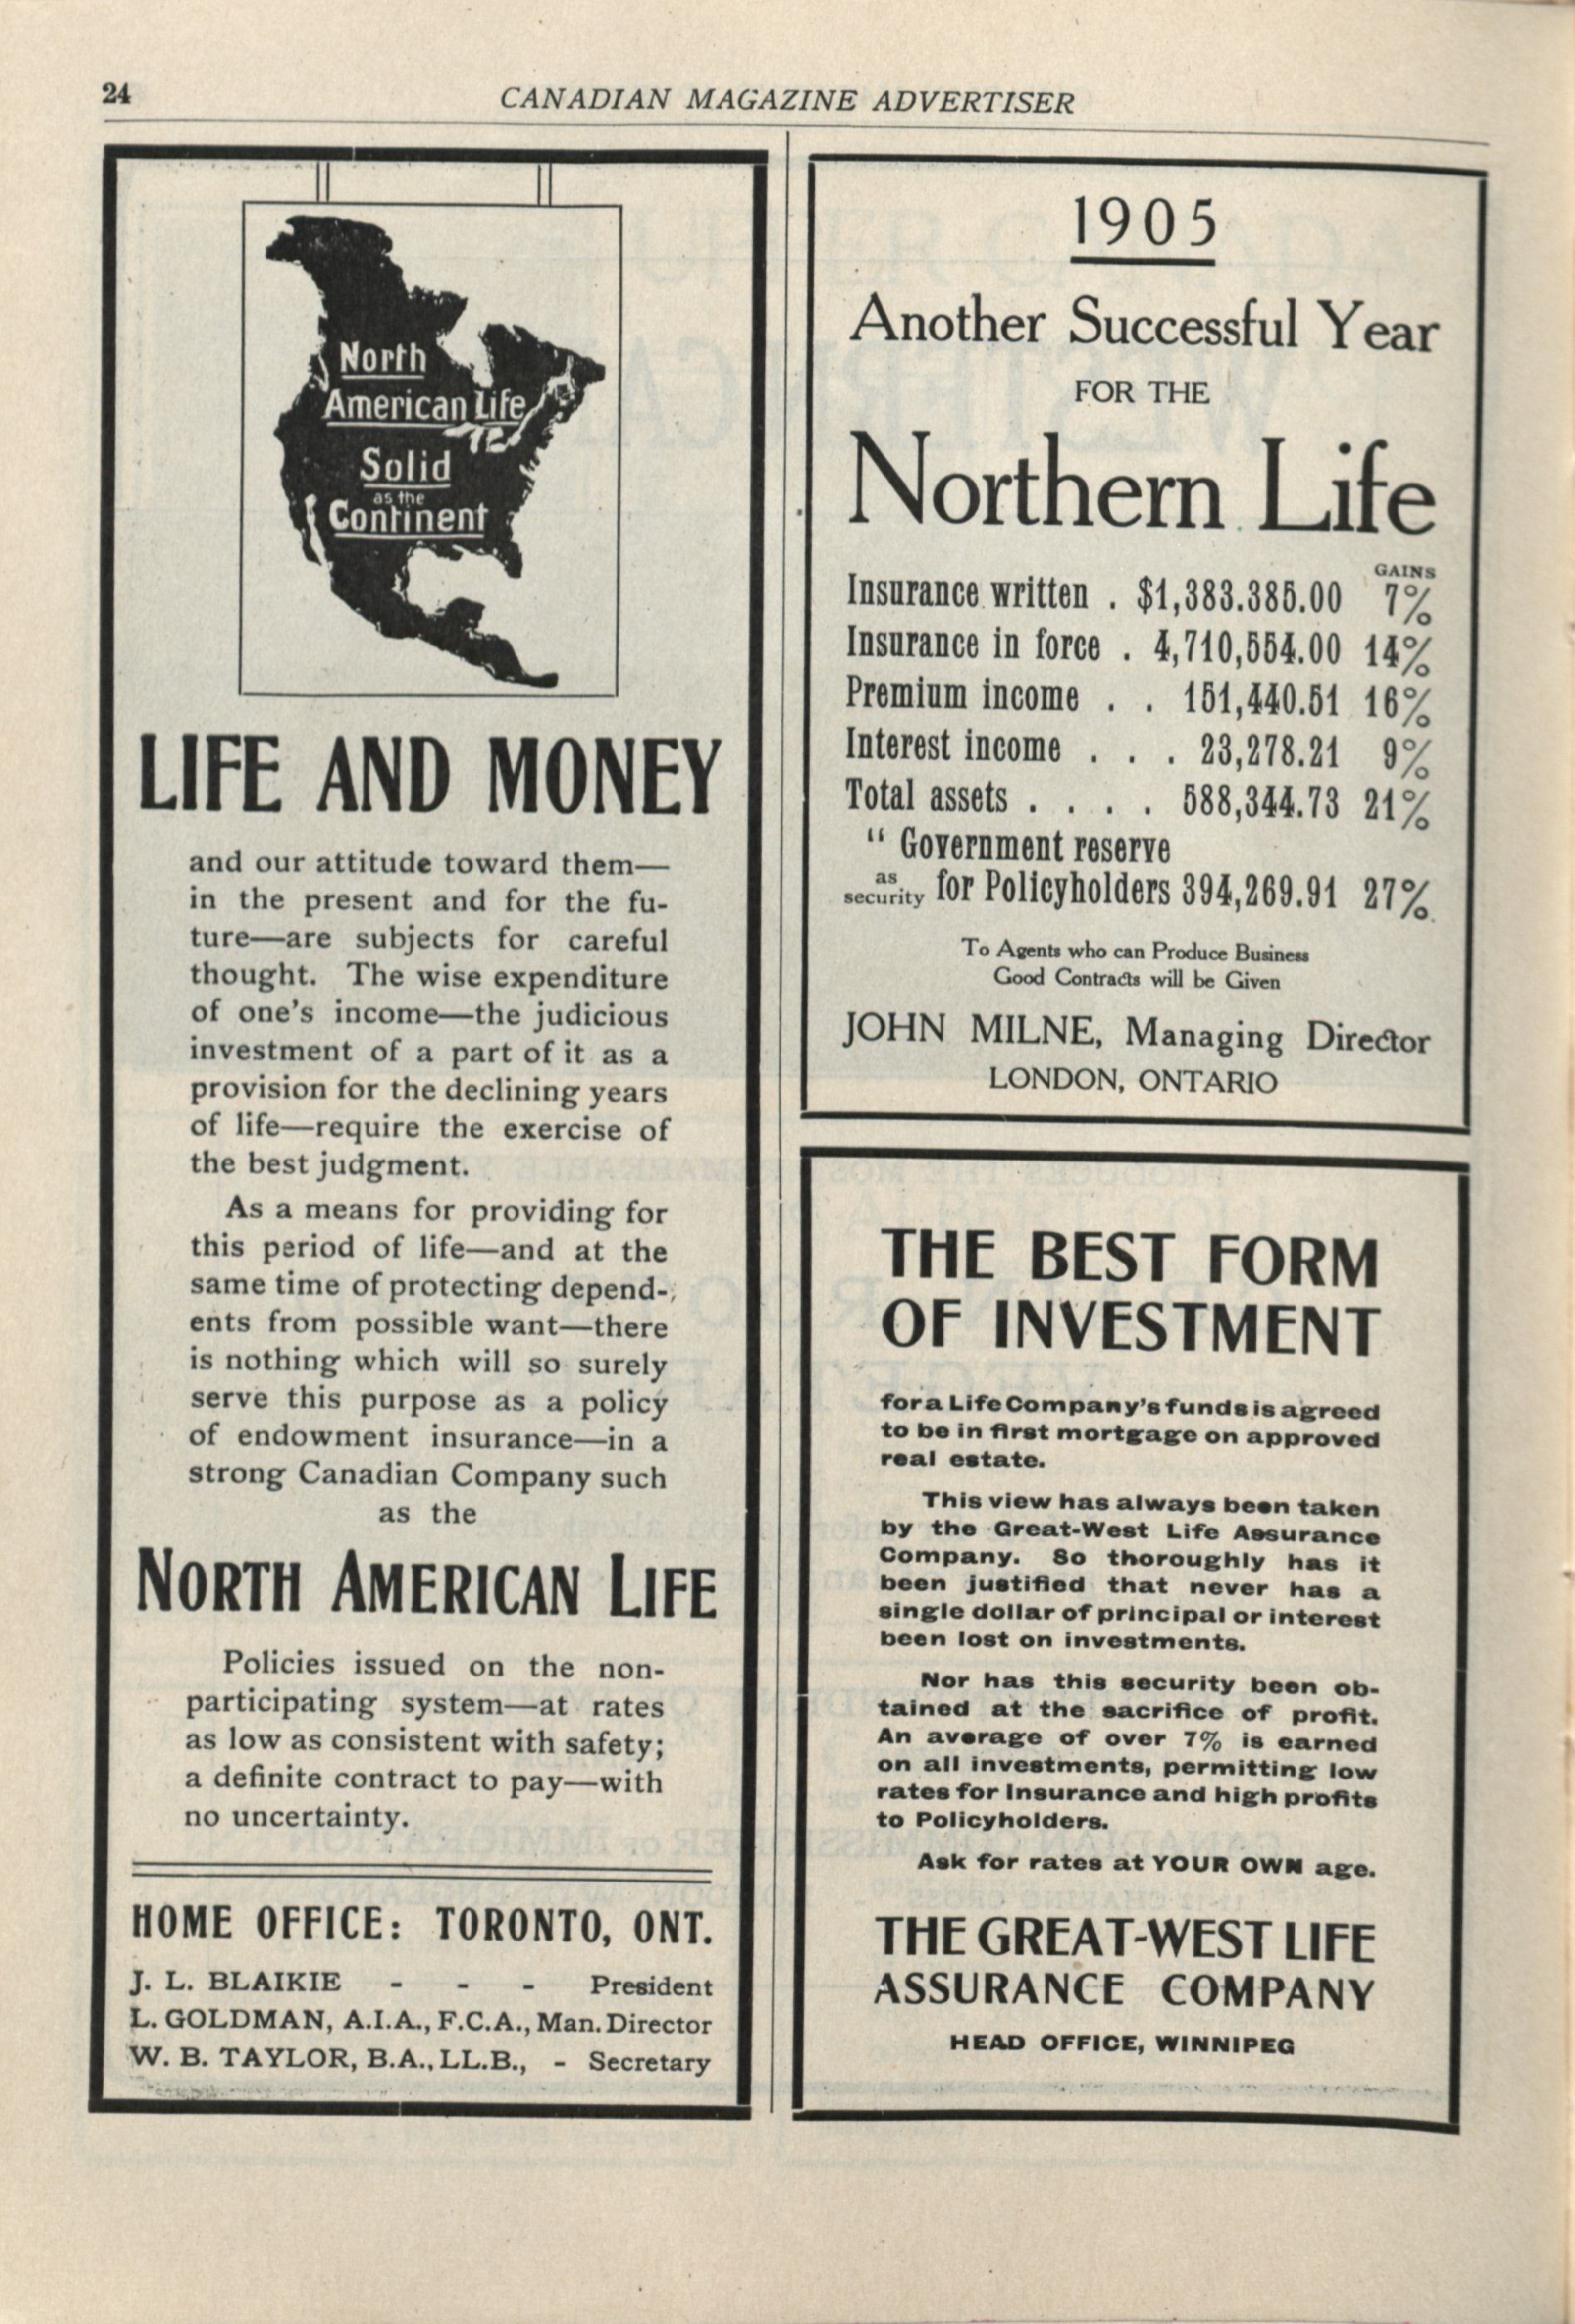 24
CANADIAN MAGAZINE ADVERTISER
North
American Life
Solid
as the
Continent
LIFE AND MONEY
and our attitude toward them—
in the present and for the fu-
ture—are subjects for careful
thought. The wise expenditure
of one's income—the judicious
investment of a part of it as a
provision for the declining years
of life—require the exercise of
the best judgment.
As a means for providing for
this period of life—and at the
same time of protecting depend-
ents from possible want—there
is nothing which will so surely
serve this purpose as a policy
of endowment insurance—in a
strong Canadian Company such
as the
NORTH AMERICAN LIFE
Policies issued on the non-
participating system—at rates
as low as consistent with safety;
a definite contract to pay—with
no uncertainty.
HOME OFFICE: TORONTO, ONT.
J. L. BLAIKIE - - - President
L. GOLDMAN, A.I.A., F.C.A., Man. Director
W. B. TAYLOR, B.A., LL.B., - Secretary
1905
Another Successful Year
FOR THE
Northern Life
GAINS
Insurance written . $1,383.385.00 7%
Insurance in force . 4,710,554.00 14%
Premium income . . 151,440.51 16%
Interest income . . . 23,278.21 9%
Total assets . . . . 588,344.73 21%
" Government reserve
as security for Policyholders 394,269.91 27%
To Agents who can Produce Business
Good Contracts will be Given
JOHN MILNE, Managing Director
LONDON, ONTARIO
THE BEST FORM
OF INVESTMENT
for a Life Company's funds is agreed
to be in first mortgage on approved
real estate.
This view has always been taken
by the Great-West Life Assurance
Company. So thoroughly has it
been justified that never has a
single dollar of principal or interest
been lost on investments.
Nor has this security been ob-
tained at the sacrifice of profit.
An average of over 7% is earned
on all investments, permitting low
rates for Insurance and high profits
to Policyholders.
Ask for rates at YOUR OWN age.
THE GREAT-WEST LIFE
ASSURANCE COMPANY
HEAD OFFICE, WINNIPEG